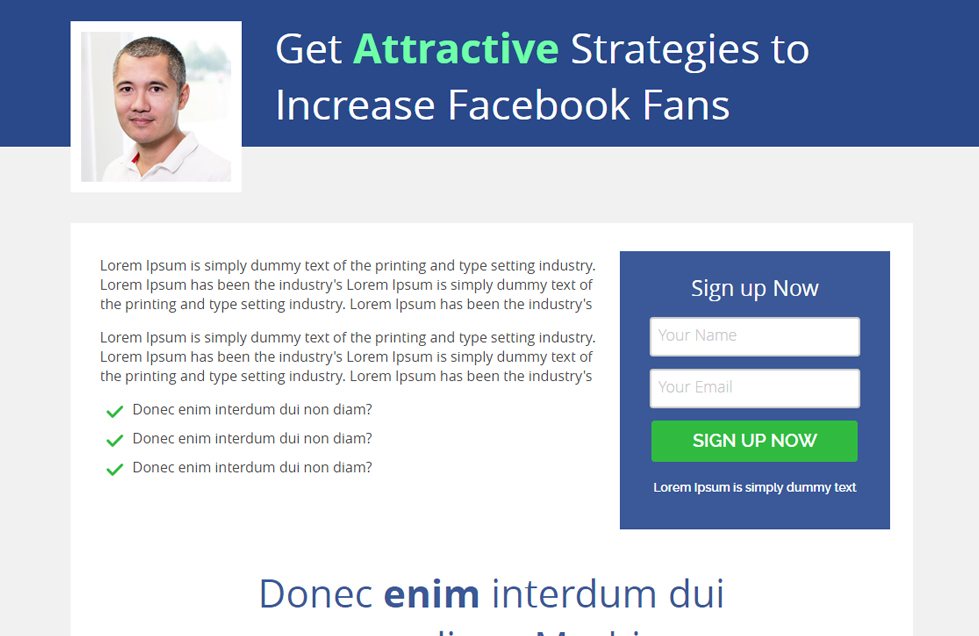 Get Attractive Strategies to
Increase Facebook Fans
Lorem Ipsum is simply dummy text of the printing and type setting industry.
Lorem Ipsum has been the industry's Lorem Ipsum is simply dummy text of
the printing and type setting industry. Lorem Ipsum has been the industry's
Lorem Ipsum is simply dummy text of the printing and type setting industry.
Lorem Ipsum has been the industry's Lorem Ipsum is simply dummy text of
the printing and type setting industry. Lorem Ipsum has been the industry's
Donec enim interdum dui non diam?
Donec enim interdum dui non diam?
Donec enim interdum dui non diam?
Sign up Now
Your Name
Your Email
SIGN UP NOW
Lorem Ipsum is simply dummy text
Donec enim interdum dui